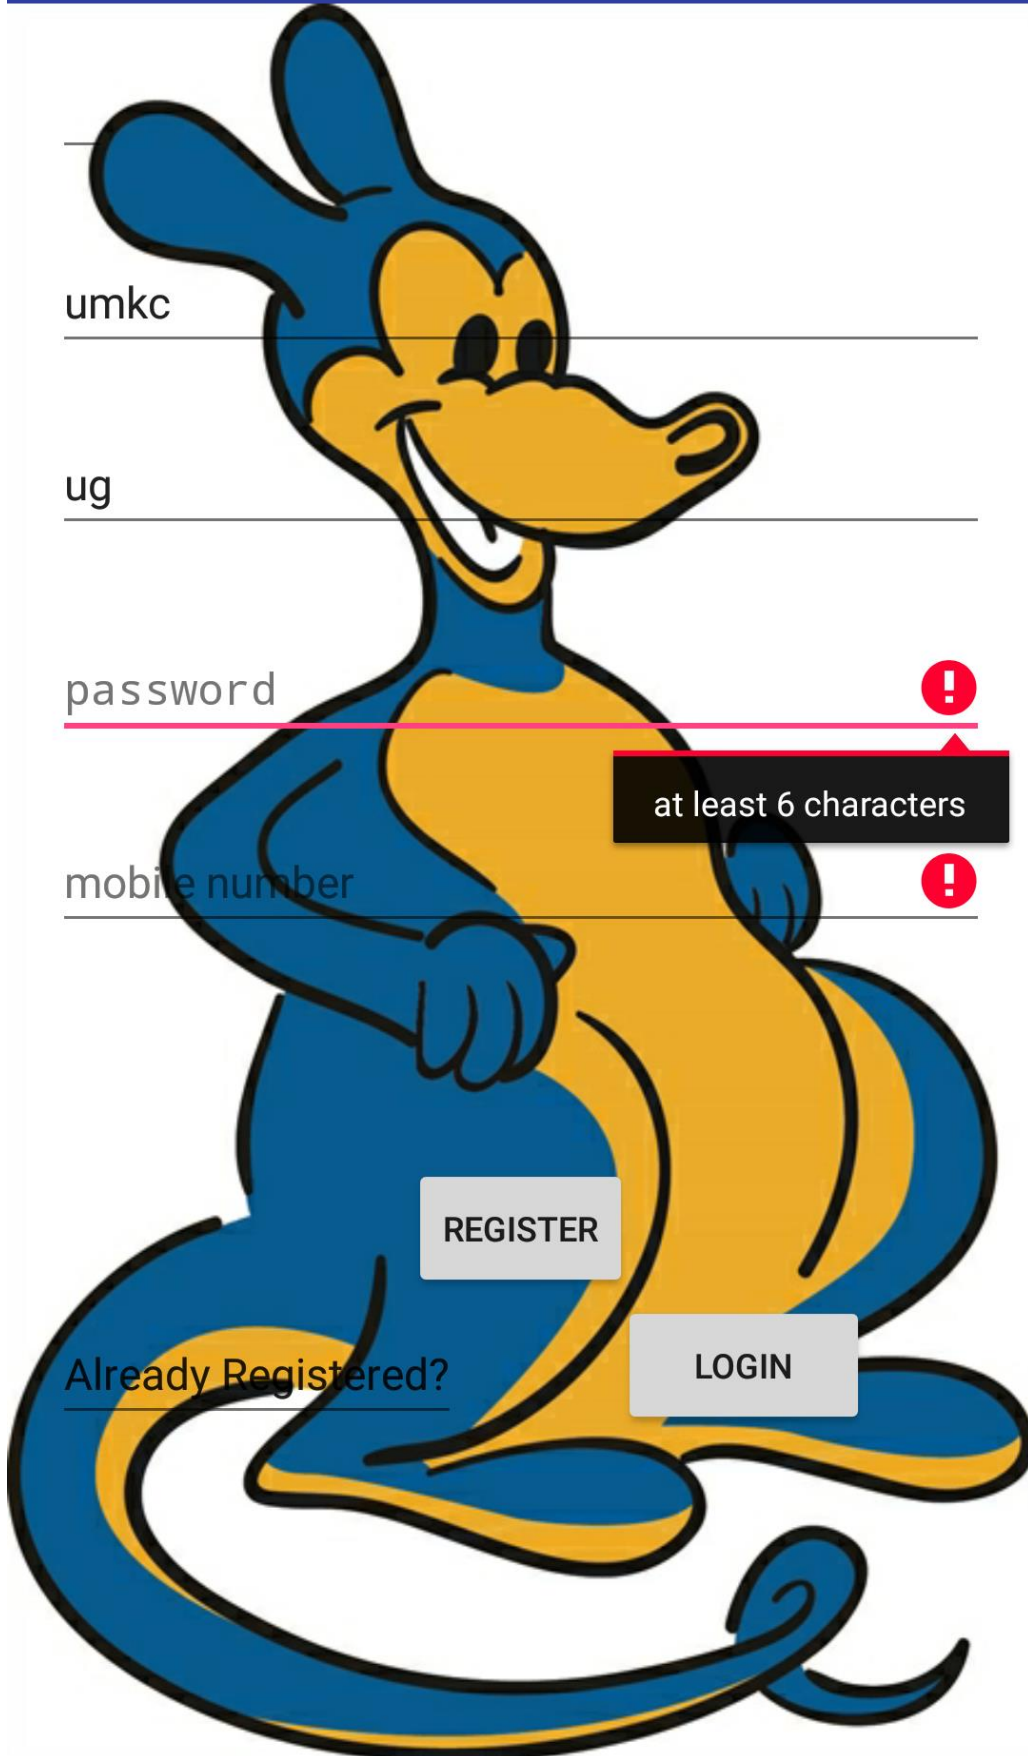 umkc
ug
password
at least 6 characters
mobile number
REGISTER
Already Registered?
LOGIN